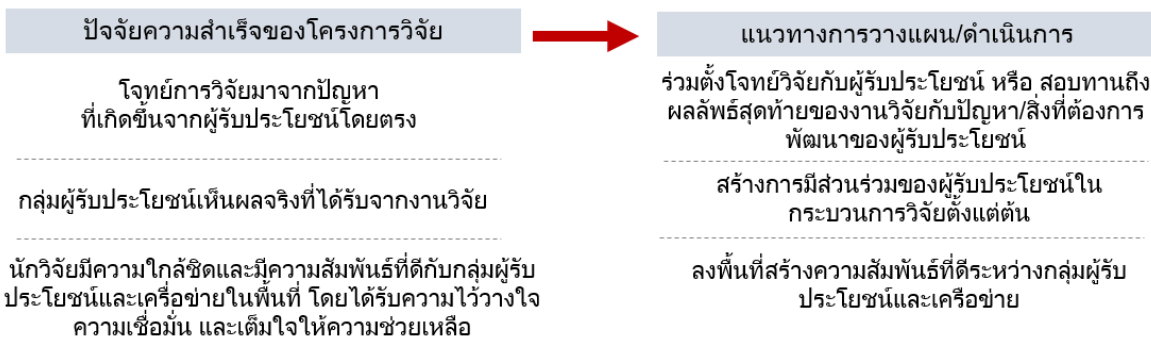 ปัจจัยความสำเร็จของโครงการวิจัย
แนวทางการวางแผน/ดำเนินการ
โจทย์การวิจัยมาจากปัญหา
ที่เกิดขึ้นจากผู้รับประโยชน์โดยตรง
ร่วมตั้งโจทย์วิจัยกับผู้รับประโยชน์ หรือ สอบทานถึง
ผลลัพธ์สุดท้ายของงานวิจัยกับปัญหา/สิ่งที่ต้องการ
พัฒนาของผู้รับประโยชน์
กลุ่มผู้รับประโยชน์เห็นผลจริงที่ได้รับจากงานวิจัย
สร้างการมีส่วนร่วมของผู้รับประโยชน์ใน
กระบวนการวิจัยตั้งแต่ต้น
นักวิจัยมีความใกล้ชิดและมีความสัมพันธ์ที่ดีกับกลุ่มผู้รับ
ประโยชน์และเครื่อข่ายในพื้นที่ โดยได้รับความไว้วางใจ
ความเชื่อมั่น และเต็มใจให้ความช่วยเหลือ
ลงพื้นที่สร้างความสัมพันธ์ที่ดีระหว่างกลุ่มผู้รับ
ประโยชน์และเครือข่าย